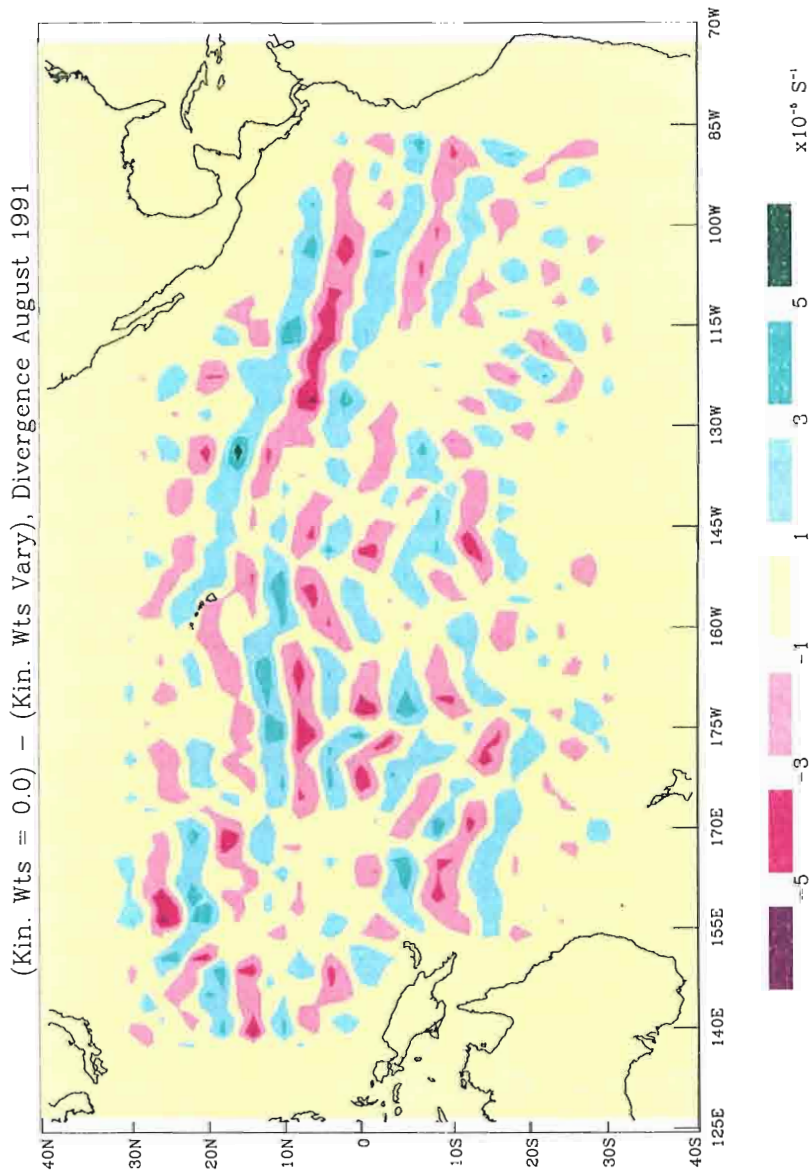 (Kin. Wts = 0.0) − (Kin. Wts Vary), Divergence August 1991
40N
30N
20N
10N
0
10S
20S
30S
40S
125E 140E 155E 170E 175W 160W 145W 130W 115W 100W 85W 70W
−5 −3 −1 1 3 5 x10⁻⁶ S⁻¹